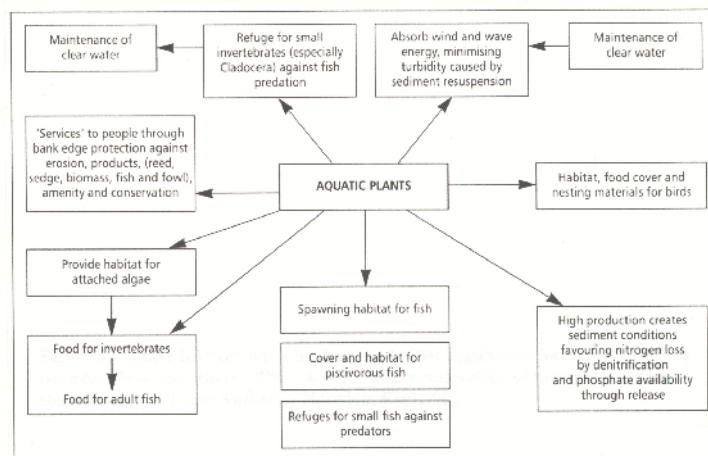 Maintenance of
clear water
Refuge for small
invertebrates (especially
Cladocera) against fish
predation
Absorb wind and wave
energy, minimising
turbidity caused by
sediment resuspension
Maintenance of
clear water
'Services' to people through
bank edge protection against
erosion, products, (reed,
sedge, biomass, fish and fowl),
amenity and conservation
AQUATIC PLANTS
Habitat, food cover and
nesting materials for birds
Provide habitat for
attached algae
Spawning habitat for fish
High production creates
sediment conditions
favouring nitrogen loss
by denitrification
and phosphate availability
through release
Food for invertebrates
Food for adult fish
Cover and habitat for
piscivorous fish
Refuges for small fish against
predators